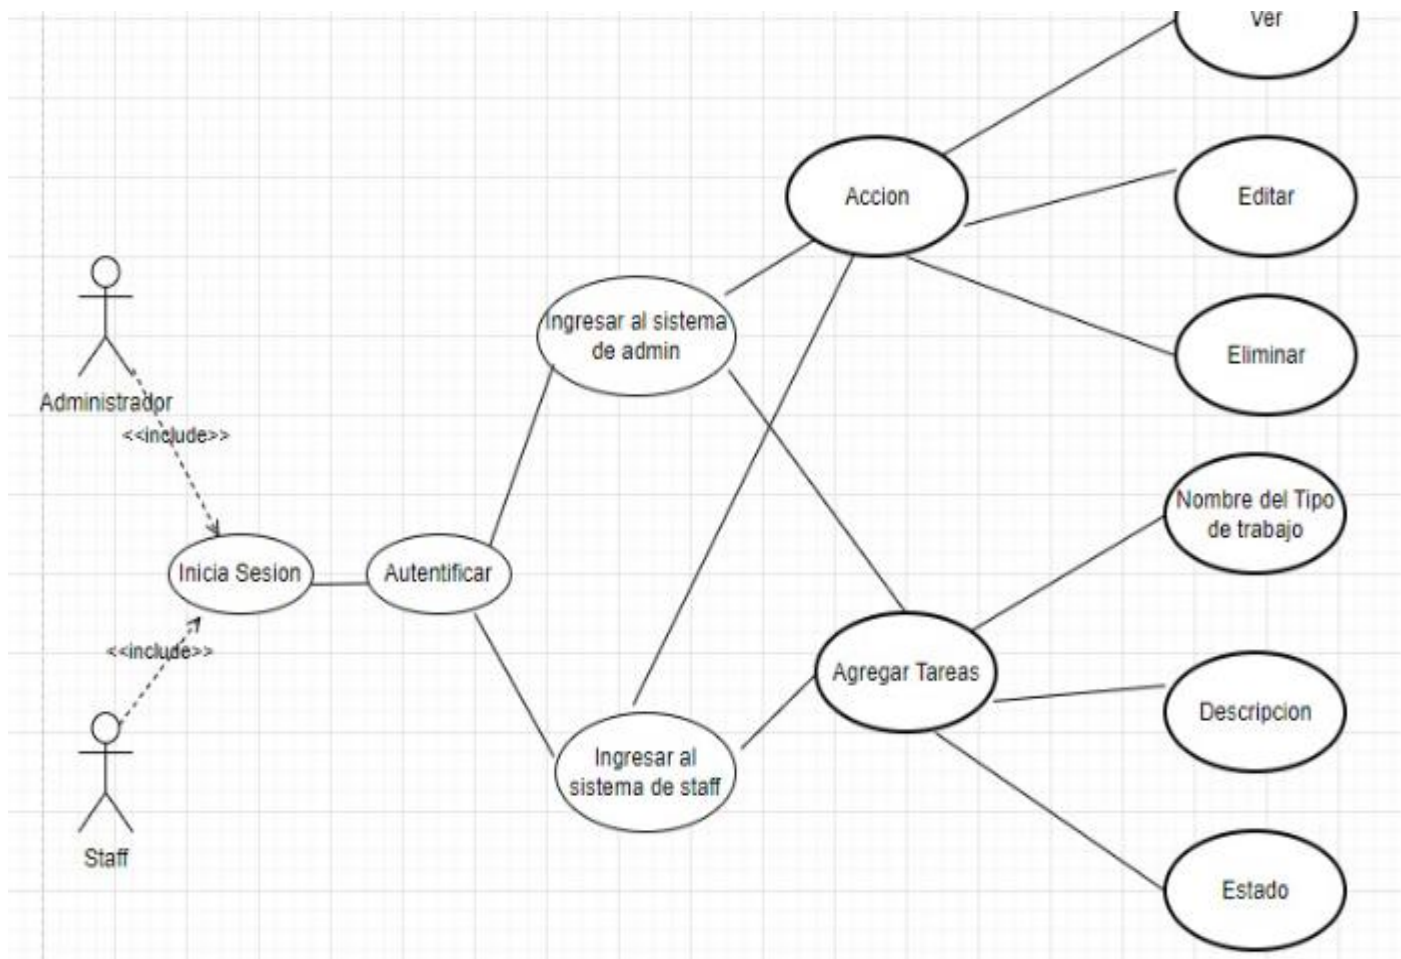 Ver
Accion
Editar
Ingresar al sistema
de admin
Eliminar
Administrador
<<include>>
Nombre del Tipo
de trabajo
Inicia Sesion
Autentificar
<<include>>
Agregar Tareas
Descripcion
Ingresar al
sistema de staff
Staff
Estado